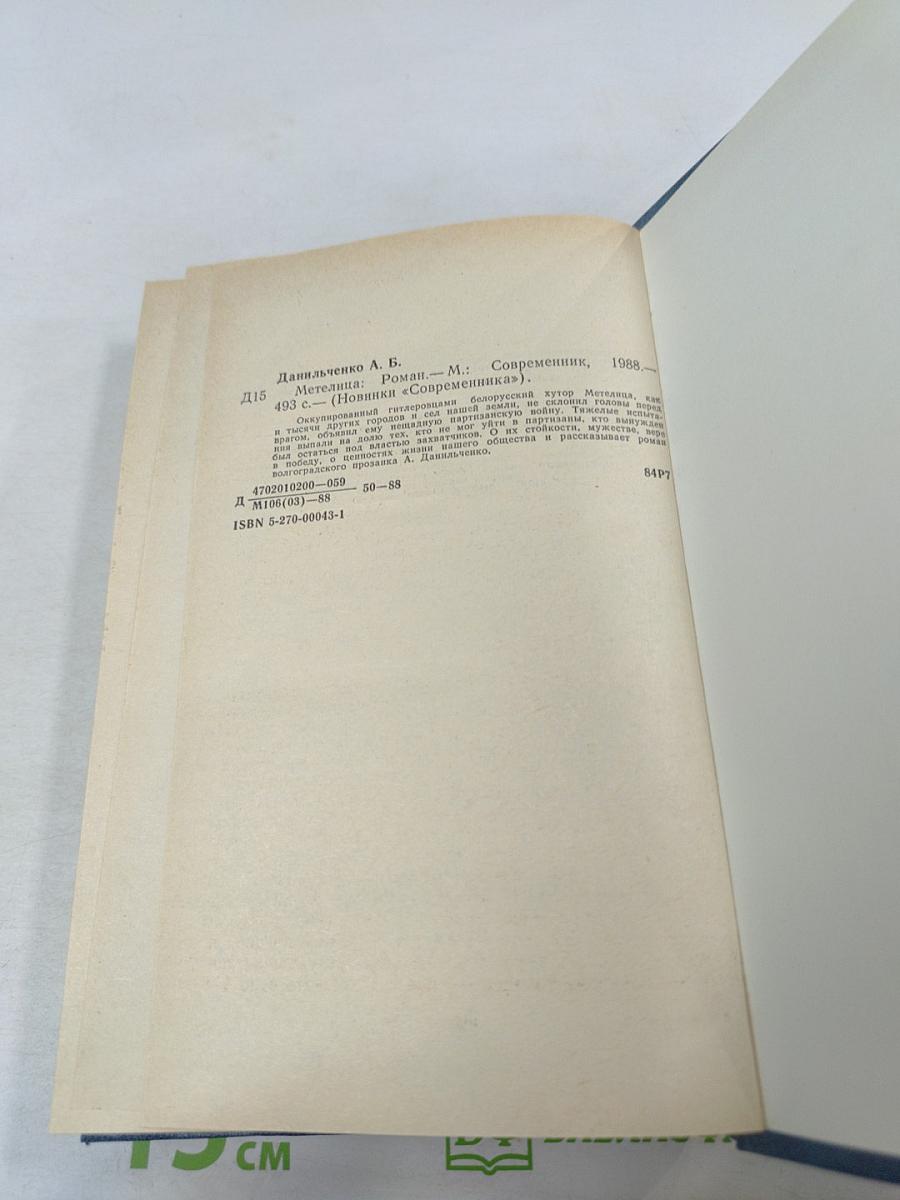 Данильченко А. Б.
Д15 Метелица: Роман.— М.: Современник, 1988.—
493 с.— (Новинки «Современника»).
Оккупированный гитлеровцами белорусский хутор Метелица, как
и тысячи других городов и сел нашей земли, не склонил головы перед
врагом, объявил ему нещадную партизанскую войну. Тяжелые испыта-
ния выпали на долю тех, кто не мог уйти в партизаны, кто вынужден
был остаться под властью захватчиков. О их стойкости, мужестве, вере
в победу, о ценностях жизни нашего общества и рассказывает роман
волгоградского прозаика А. Данильченко.
Д 4702010200—059
М106(03)—88 50—88
84Р7
ISBN 5-270-00043-1
15 СМ